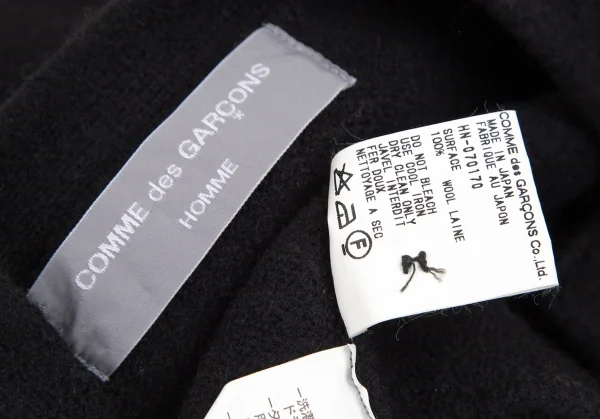 COMME des GARÇONS
HOMME
COMME des GARÇONS Co.,Ltd.
MADE IN JAPAN
FABRIQUE AU JAPON
HN-070170
SURFACE WOOL LAINE
100%
DO NOT BLEACH
USE COOL IRON
DRY CLEAN ONLY
JAVEL INTERDIT
FER DOUX
NETTOYAGE A SEC
F